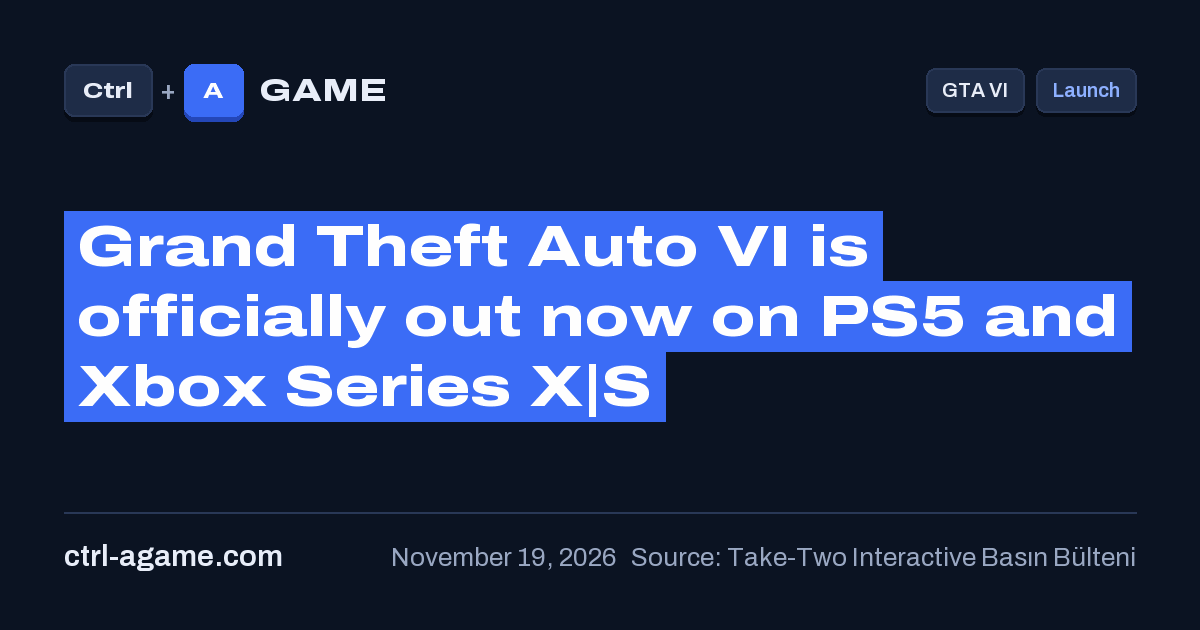 Ctrl + A GAME
GTA VI Launch
Grand Theft Auto VI is
officially out now on PS5 and
Xbox Series X|S
ctrl-agame.com
November 19, 2026 Source: Take-Two Interactive Basın Bülteni